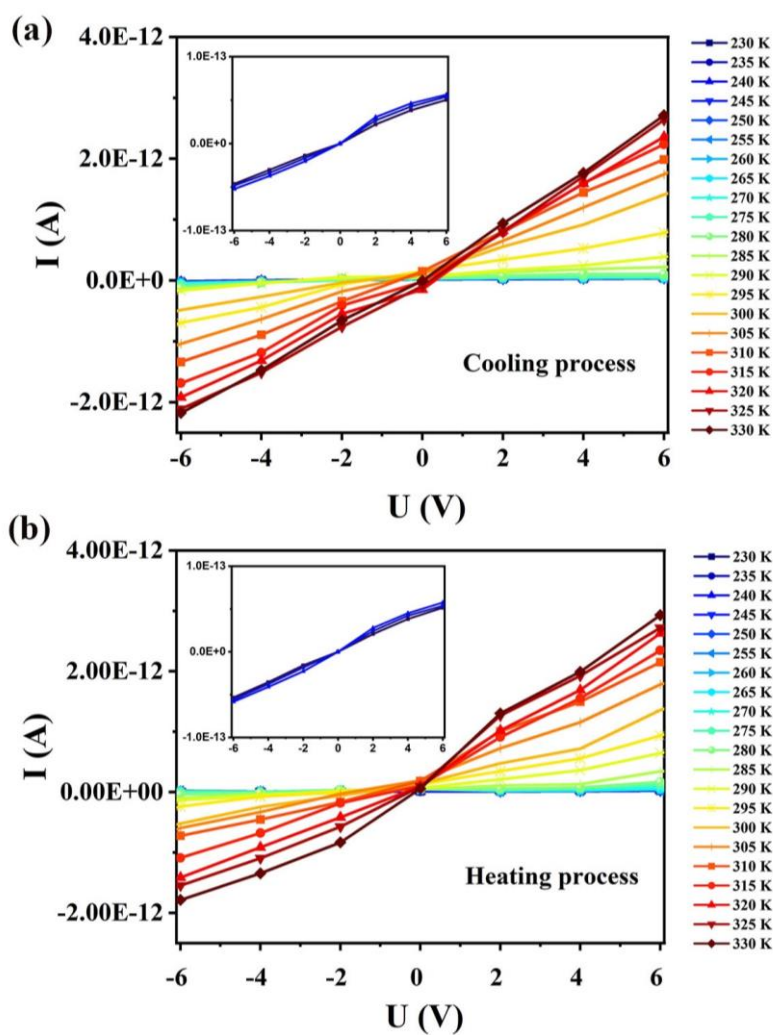 (a)
4.0E-12
2.0E-12
0.0E+0
-2.0E-12
I (A)
1.0E-13
0.0E+0
-1.0E-13
-6 -4 -2 0 2 4 6
Cooling process
-6 -4 -2 0 2 4 6
U (V)
230 K
235 K
240 K
245 K
250 K
255 K
260 K
265 K
270 K
275 K
280 K
285 K
290 K
295 K
300 K
305 K
310 K
315 K
320 K
325 K
330 K
(b)
4.00E-12
2.00E-12
0.00E+00
-2.00E-12
I (A)
1.0E-13
0.0E+0
-1.0E-13
-6 -4 -2 0 2 4 6
Heating process
-6 -4 -2 0 2 4 6
U (V)
230 K
235 K
240 K
245 K
250 K
255 K
260 K
265 K
270 K
275 K
280 K
285 K
290 K
295 K
300 K
305 K
310 K
315 K
320 K
325 K
330 K